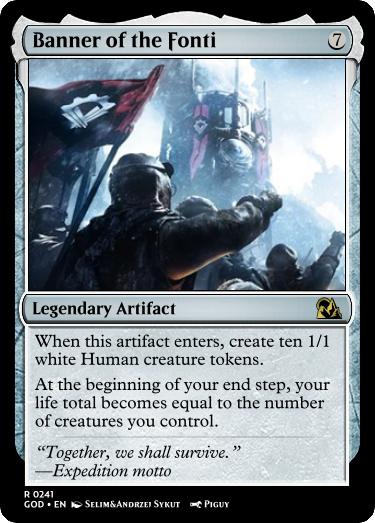 Banner of the Fonti
7
Legendary Artifact
When this artifact enters, create ten 1/1
white Human creature tokens.
At the beginning of your end step, your
life total becomes equal to the number
of creatures you control.
“Together, we shall survive.”
—Expedition motto
R 0241
GOD • EN Selim&Andrzej Sykut Piguy